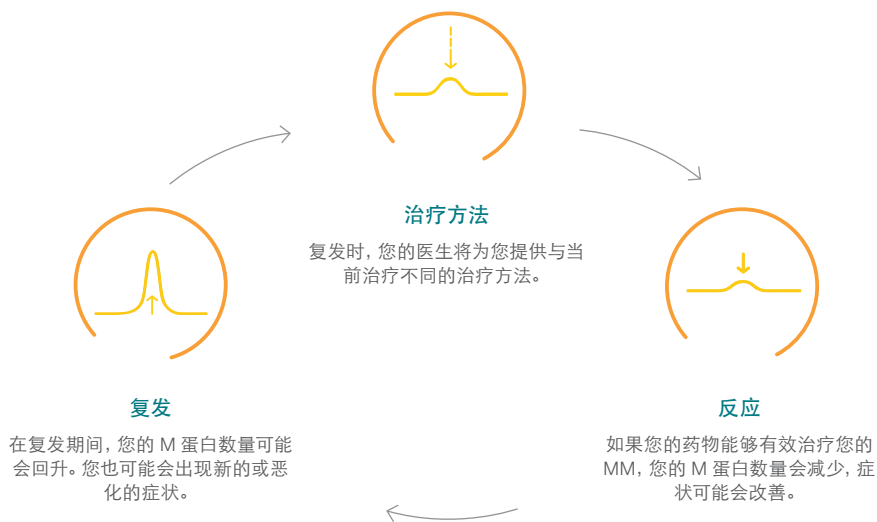 治疗方法
复发时, 您的医生将为您提供与当
前治疗不同的治疗方法。
复发
在复发期间, 您的 M 蛋白数量可能
会回升。您也可能会出现新的或恶
化的症状。
反应
如果您的药物能够有效治疗您的
MM, 您的 M 蛋白数量会减少, 症
状可能会改善。